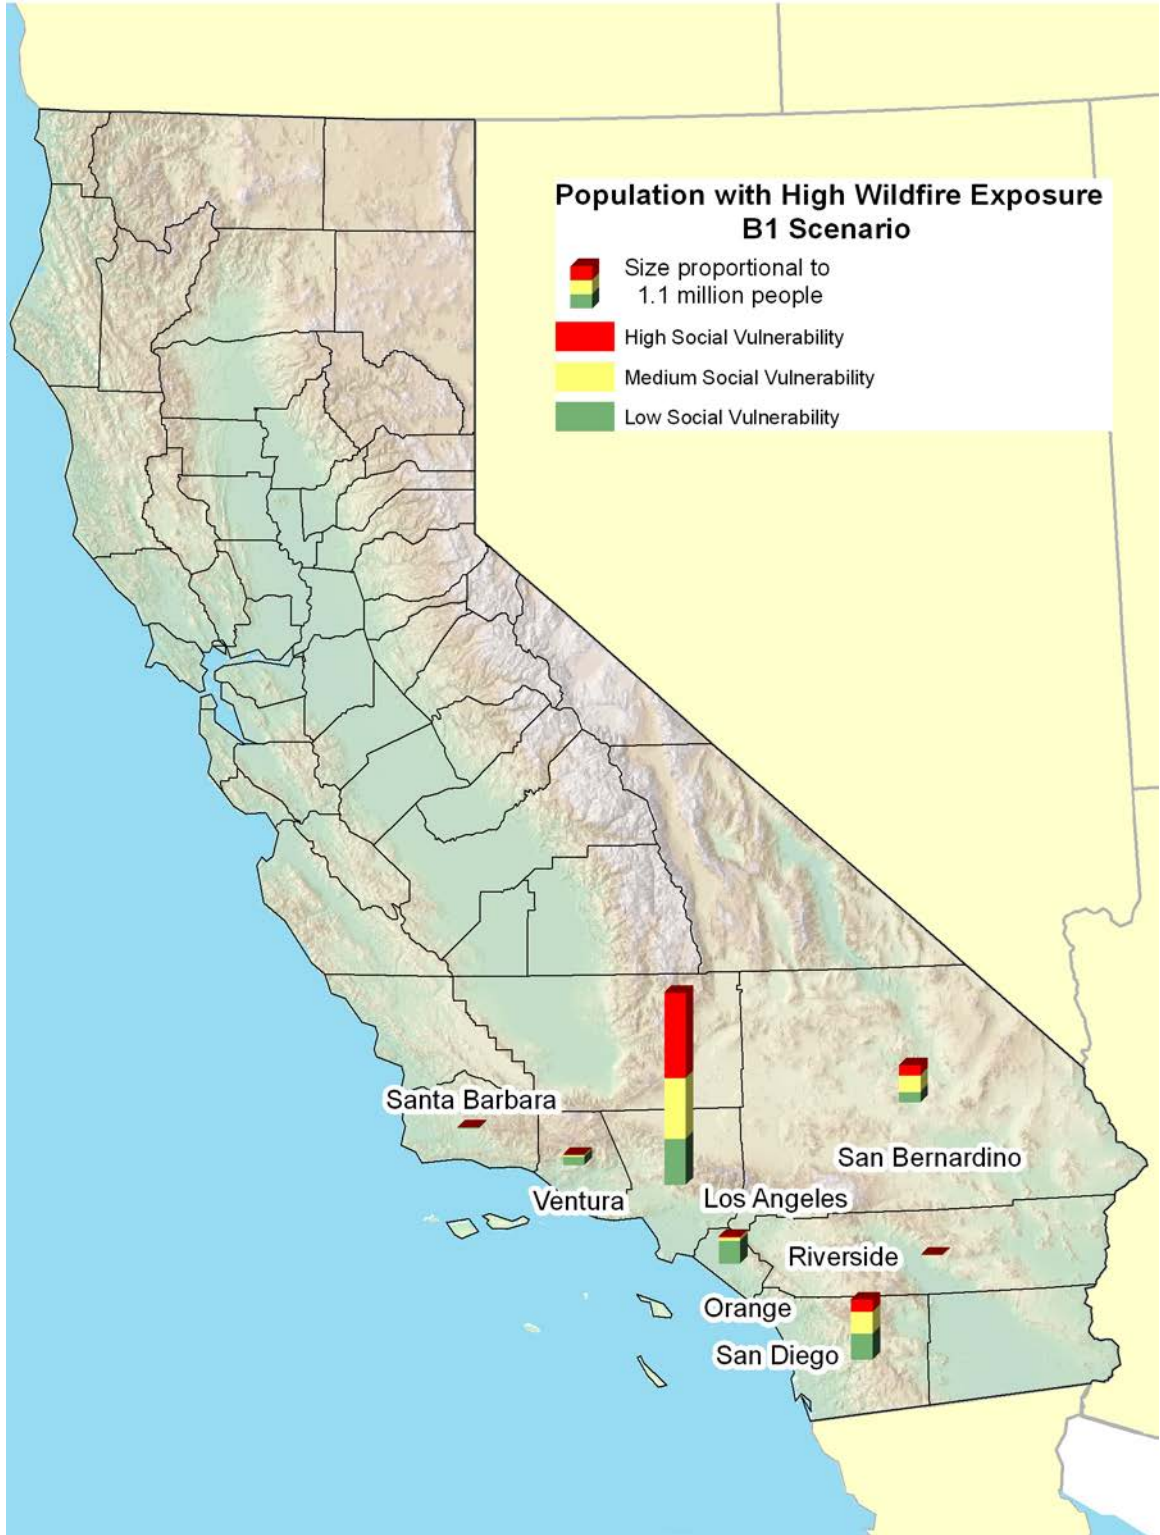 Population with High Wildfire Exposure
B1 Scenario
Size proportional to
1.1 million people
High Social Vulnerability
Medium Social Vulnerability
Low Social Vulnerability
Santa Barbara
San Bernardino
Ventura
Los Angeles
Riverside
Orange
San Diego